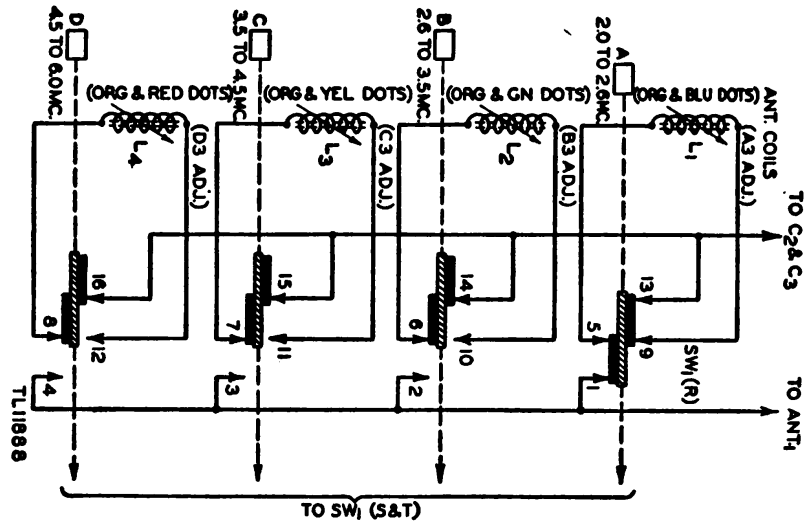 D
4.5 TO 6.0 MC.
C
3.5 TO 4.5 MC
B
2.6 TO 3.5 MC.
A
2.0 TO 2.6 MC.
ANT. COILS
(ORG & RED DOTS)
(ORG & YEL DOTS)
(ORG & GN DOTS)
(ORG & BLU DOTS)
L4
L3
L2
L1
(D3 ADJ.)
(C3 ADJ.)
(B3 ADJ.)
(A3 ADJ.)
TO C2 & C3
16
15
14
13
8
12
7
11
6
10
5
9
SW1 (R)
4
3
2
1
TO ANT1
TL11888
TO SW1 (S&T)